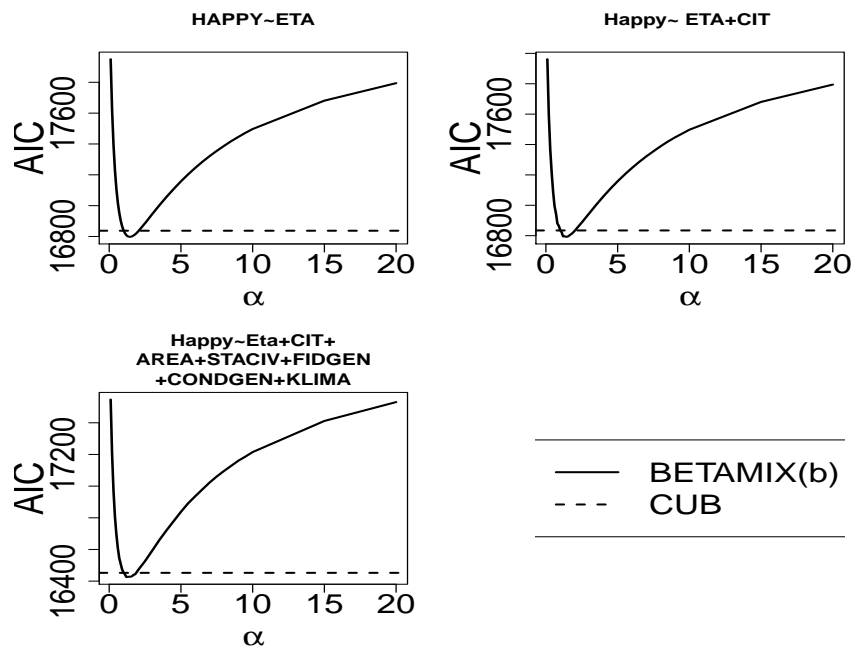 HAPPY~ETA
AIC
16800 17600
0 5 10 15 20
α
Happy~ ETA+CIT
AIC
16800 17600
0 5 10 15 20
α
Happy~Eta+CIT+
AREA+STACIV+FIDGEN
+CONDGEN+KLIMA
AIC
16400 17200
0 5 10 15 20
α
BETAMIX(b)
CUB